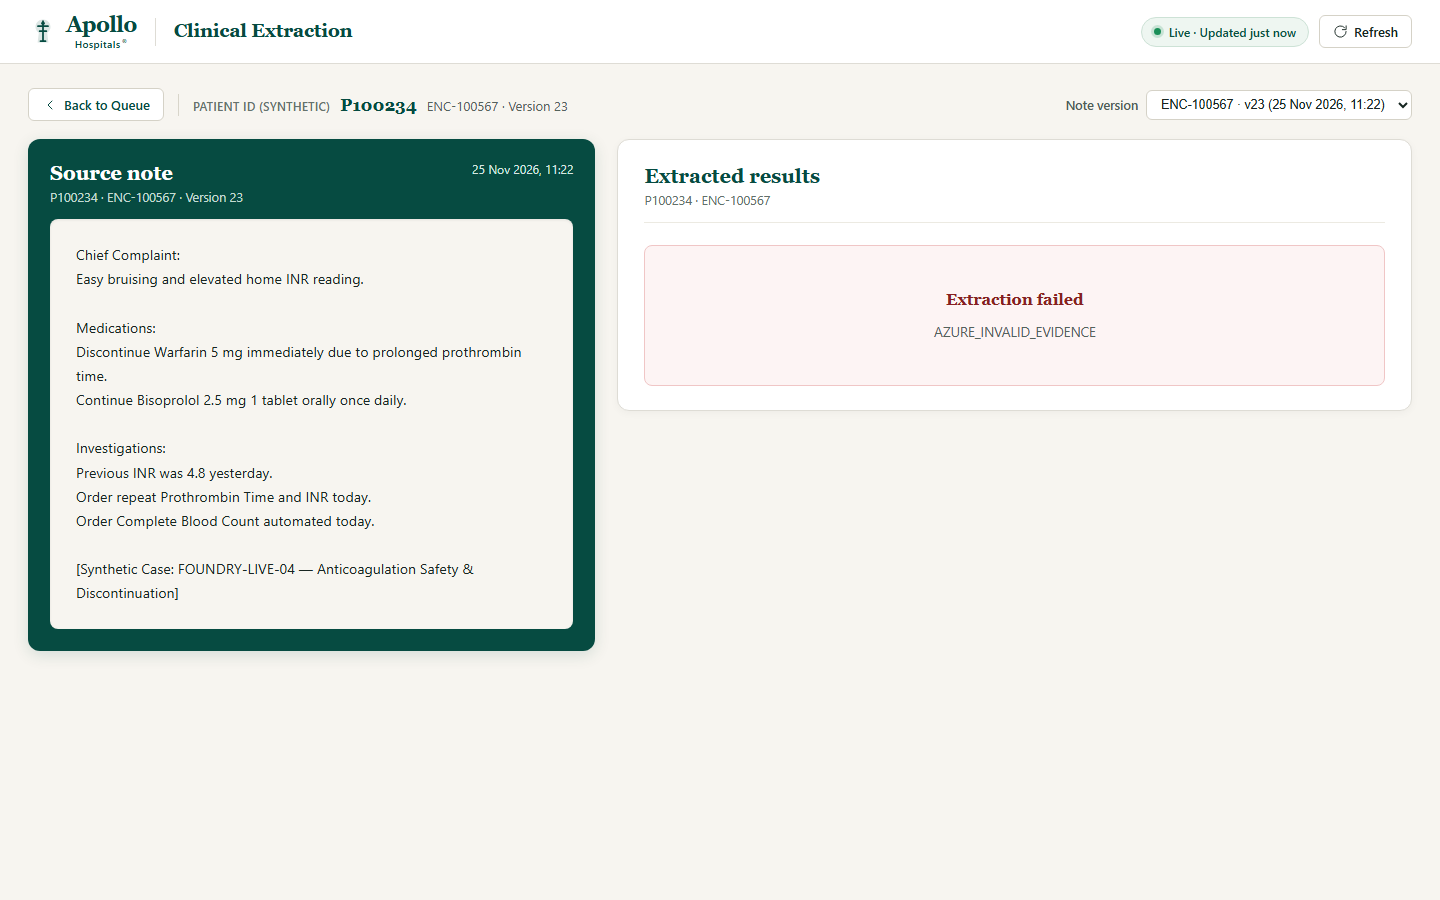 Apollo
Hospitals®
Clinical Extraction
Live · Updated just now
Refresh
Back to Queue
PATIENT ID (SYNTHETIC) P100234 ENC-100567 · Version 23
Note version
ENC-100567 · v23 (25 Nov 2026, 11:22)
Source note
25 Nov 2026, 11:22
P100234 · ENC-100567 · Version 23
Chief Complaint:
Easy bruising and elevated home INR reading.
Medications:
Discontinue Warfarin 5 mg immediately due to prolonged prothrombin
time.
Continue Bisoprolol 2.5 mg 1 tablet orally once daily.
Investigations:
Previous INR was 4.8 yesterday.
Order repeat Prothrombin Time and INR today.
Order Complete Blood Count automated today.
[Synthetic Case: FOUNDRY-LIVE-04 — Anticoagulation Safety &
Discontinuation]
Extracted results
P100234 · ENC-100567
Extraction failed
AZURE_INVALID_EVIDENCE